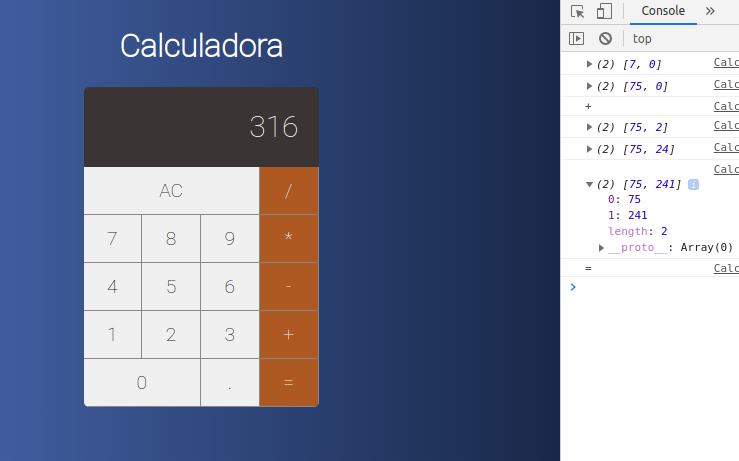 Calculadora
316
AC /
7 8 9 *
4 5 6 -
1 2 3 +
0 . =
Console »
top
(2) [7, 0] Calc
(2) [75, 0] Calc
+ Calc
(2) [75, 2] Calc
(2) [75, 24] Calc
Calc
(2) [75, 241] i
0: 75
1: 241
length: 2
__proto__: Array(0)
= Calc